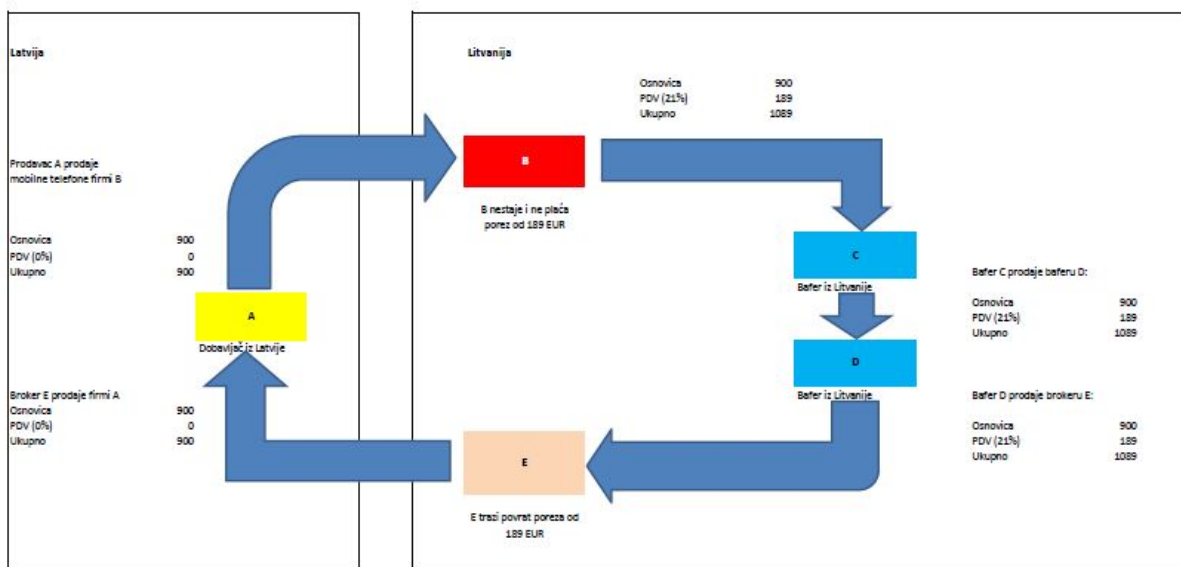 Latvija
Prodavac A prodaje
mobilne telefone firmi B
Osnovica 900
PDV (0%) 0
Ukupno 900
A
Dobavljač iz Latvije
Broker E prodaje firmi A
Osnovica 900
PDV (0%) 0
Ukupno 900
Litvanija
Osnovica 900
PDV (21%) 189
Ukupno 1089
B
B nestaje i ne plaća
porez od 189 EUR
C
Bafer iz Litvanije
Bafer C prodaje baferu D:
Osnovica 900
PDV (21%) 189
Ukupno 1089
D
Bafer iz Litvanije
Bafer D prodaje brokeru E:
Osnovica 900
PDV (21%) 189
Ukupno 1089
E
E trazi povrat poreza od
189 EUR